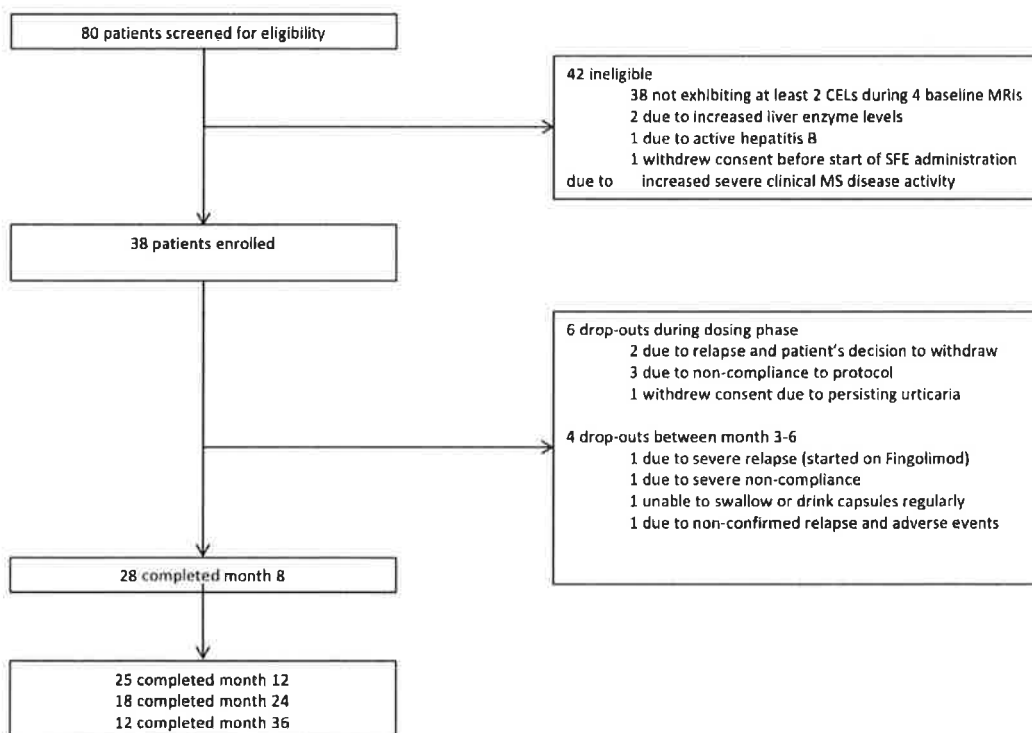 80 patients screened for eligibility
42 ineligible
38 not exhibiting at least 2 CELs during 4 baseline MRIs
2 due to increased liver enzyme levels
1 due to active hepatitis B
1 withdrew consent before start of SFE administration
due to increased severe clinical MS disease activity
38 patients enrolled
6 drop-outs during dosing phase
2 due to relapse and patient's decision to withdraw
3 due to non-compliance to protocol
1 withdrew consent due to persisting urticaria
4 drop-outs between month 3-6
1 due to severe relapse (started on Fingolimod)
1 due to severe non-compliance
1 unable to swallow or drink capsules regularly
1 due to non-confirmed relapse and adverse events
28 completed month 8
25 completed month 12
18 completed month 24
12 completed month 36